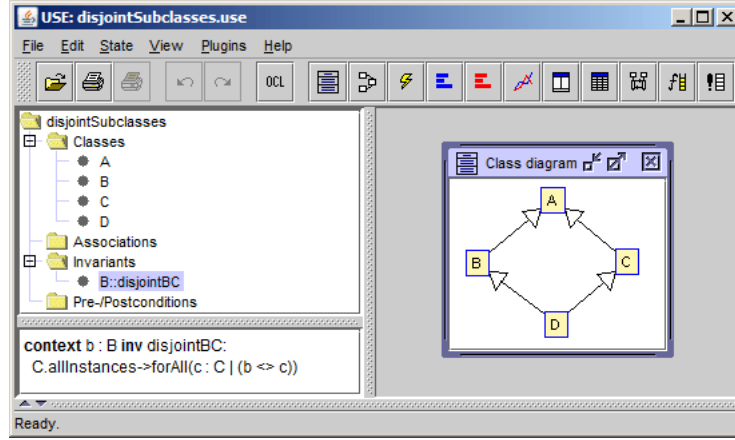 USE: disjointSubclasses.use
File Edit State View Plugins Help
OCL
disjointSubclasses
Classes
A
B
C
D
Associations
Invariants
B::disjointBC
Pre-/Postconditions
context b : B inv disjointBC:
C.allInstances->forAll(c : C | (b <> c))
Class diagram
A
B
C
D
Ready.